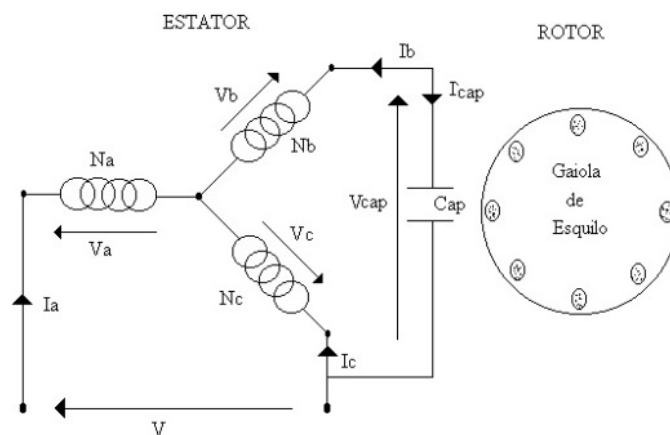 ESTATOR
ROTOR
Ib
Vb
Icap
Nb
Na
Gaiola
de
Esquilo
Vcap
Cap
Vc
Va
Nc
Ia
Ic
V